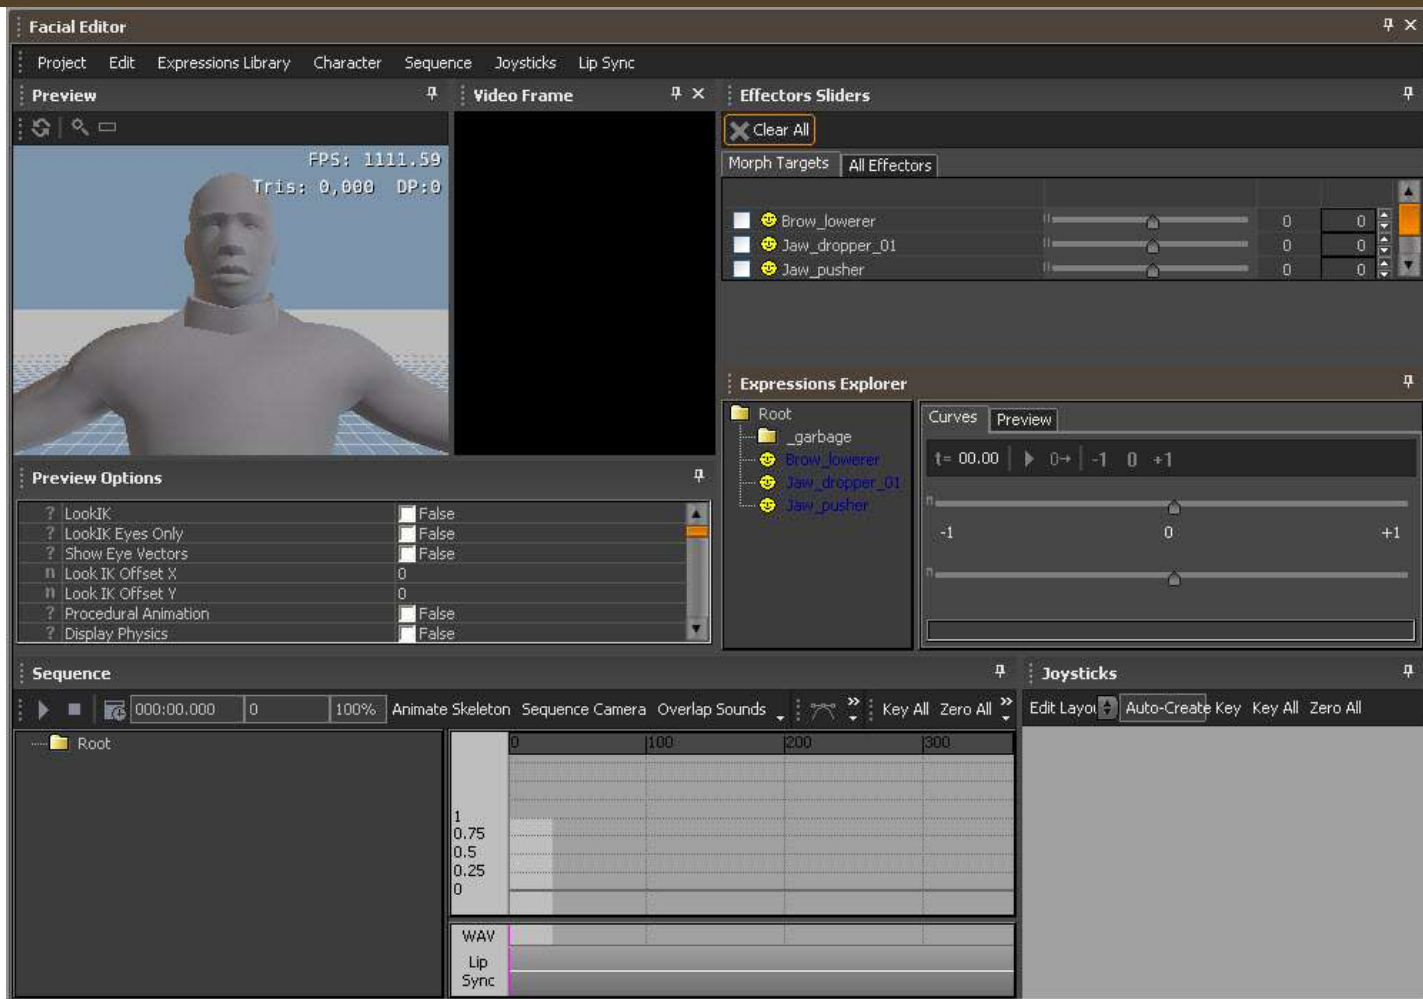 Facial Editor
Project Edit Expressions Library Character Sequence Joysticks Lip Sync
Preview
FPS: 1111.59
Tris: 0,000 DP:0
Video Frame
Effectors Sliders
Clear All
Morph Targets All Effectors
Brow_lowerer 0 0
Jaw_dropper_01 0 0
Jaw_pusher 0 0
Expressions Explorer
Root
_garbage
Brow_lowerer
Jaw_dropper_01
Jaw_pusher
Curves Preview
t= 00.00 0→ -1 0 +1
-1 0 +1
Preview Options
? LookIK False
? LookIK Eyes Only False
? Show Eye Vectors False
n Look IK Offset X 0
n Look IK Offset Y 0
? Procedural Animation False
? Display Physics False
Sequence
000:00.000 0 100% Animate Skeleton Sequence Camera Overlap Sounds Key All Zero All
Root
0 100 200 300
1
0.75
0.5
0.25
0
WAV
Lip
Sync
Joysticks
Edit Layou Auto-Create Key Key All Zero All